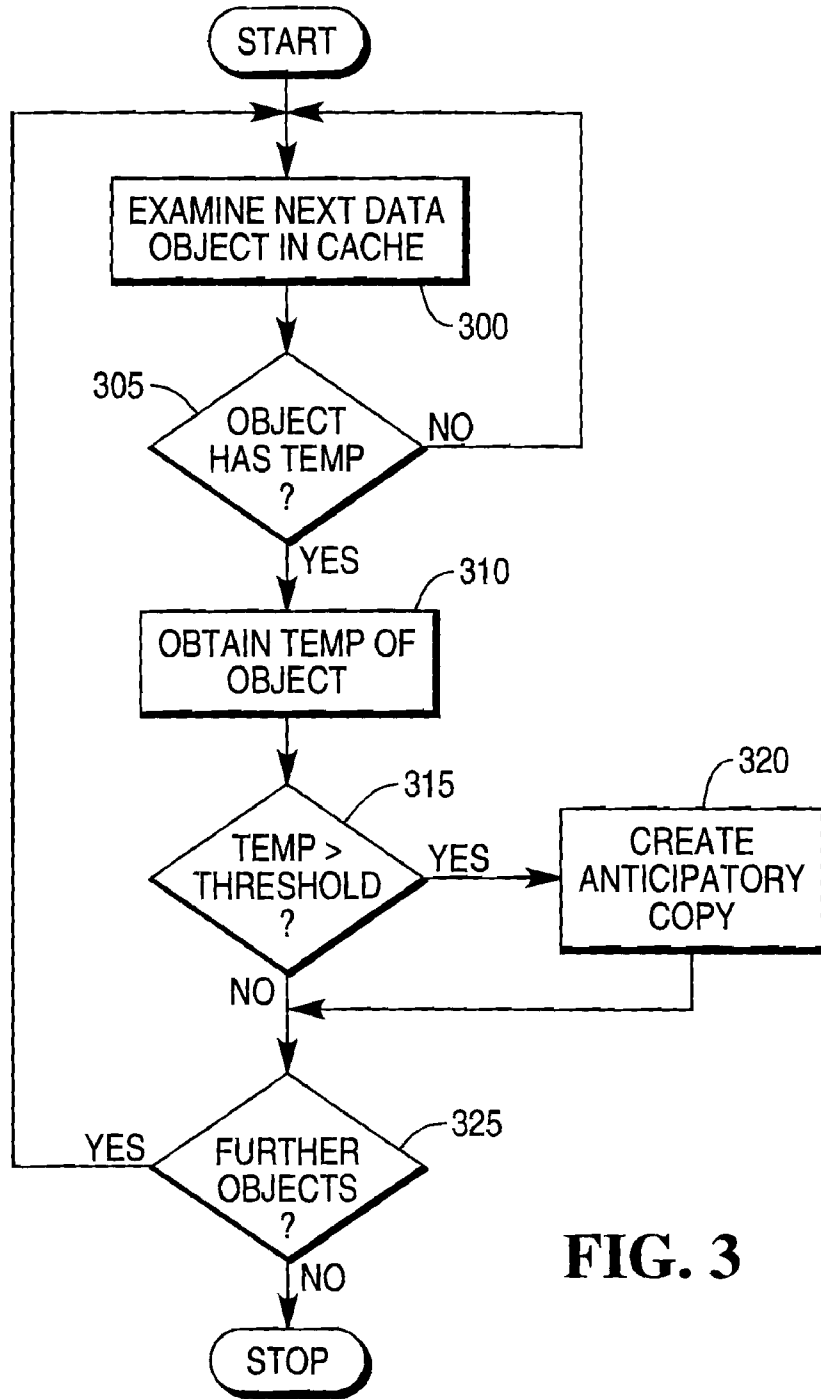 START
EXAMINE NEXT DATA
OBJECT IN CACHE
300
305
OBJECT
HAS TEMP
?
NO
YES
310
OBTAIN TEMP OF
OBJECT
315
TEMP >
THRESHOLD
?
YES
320
CREATE
ANTICIPATORY
COPY
NO
325
YES
FURTHER
OBJECTS
?
NO
STOP
FIG. 3